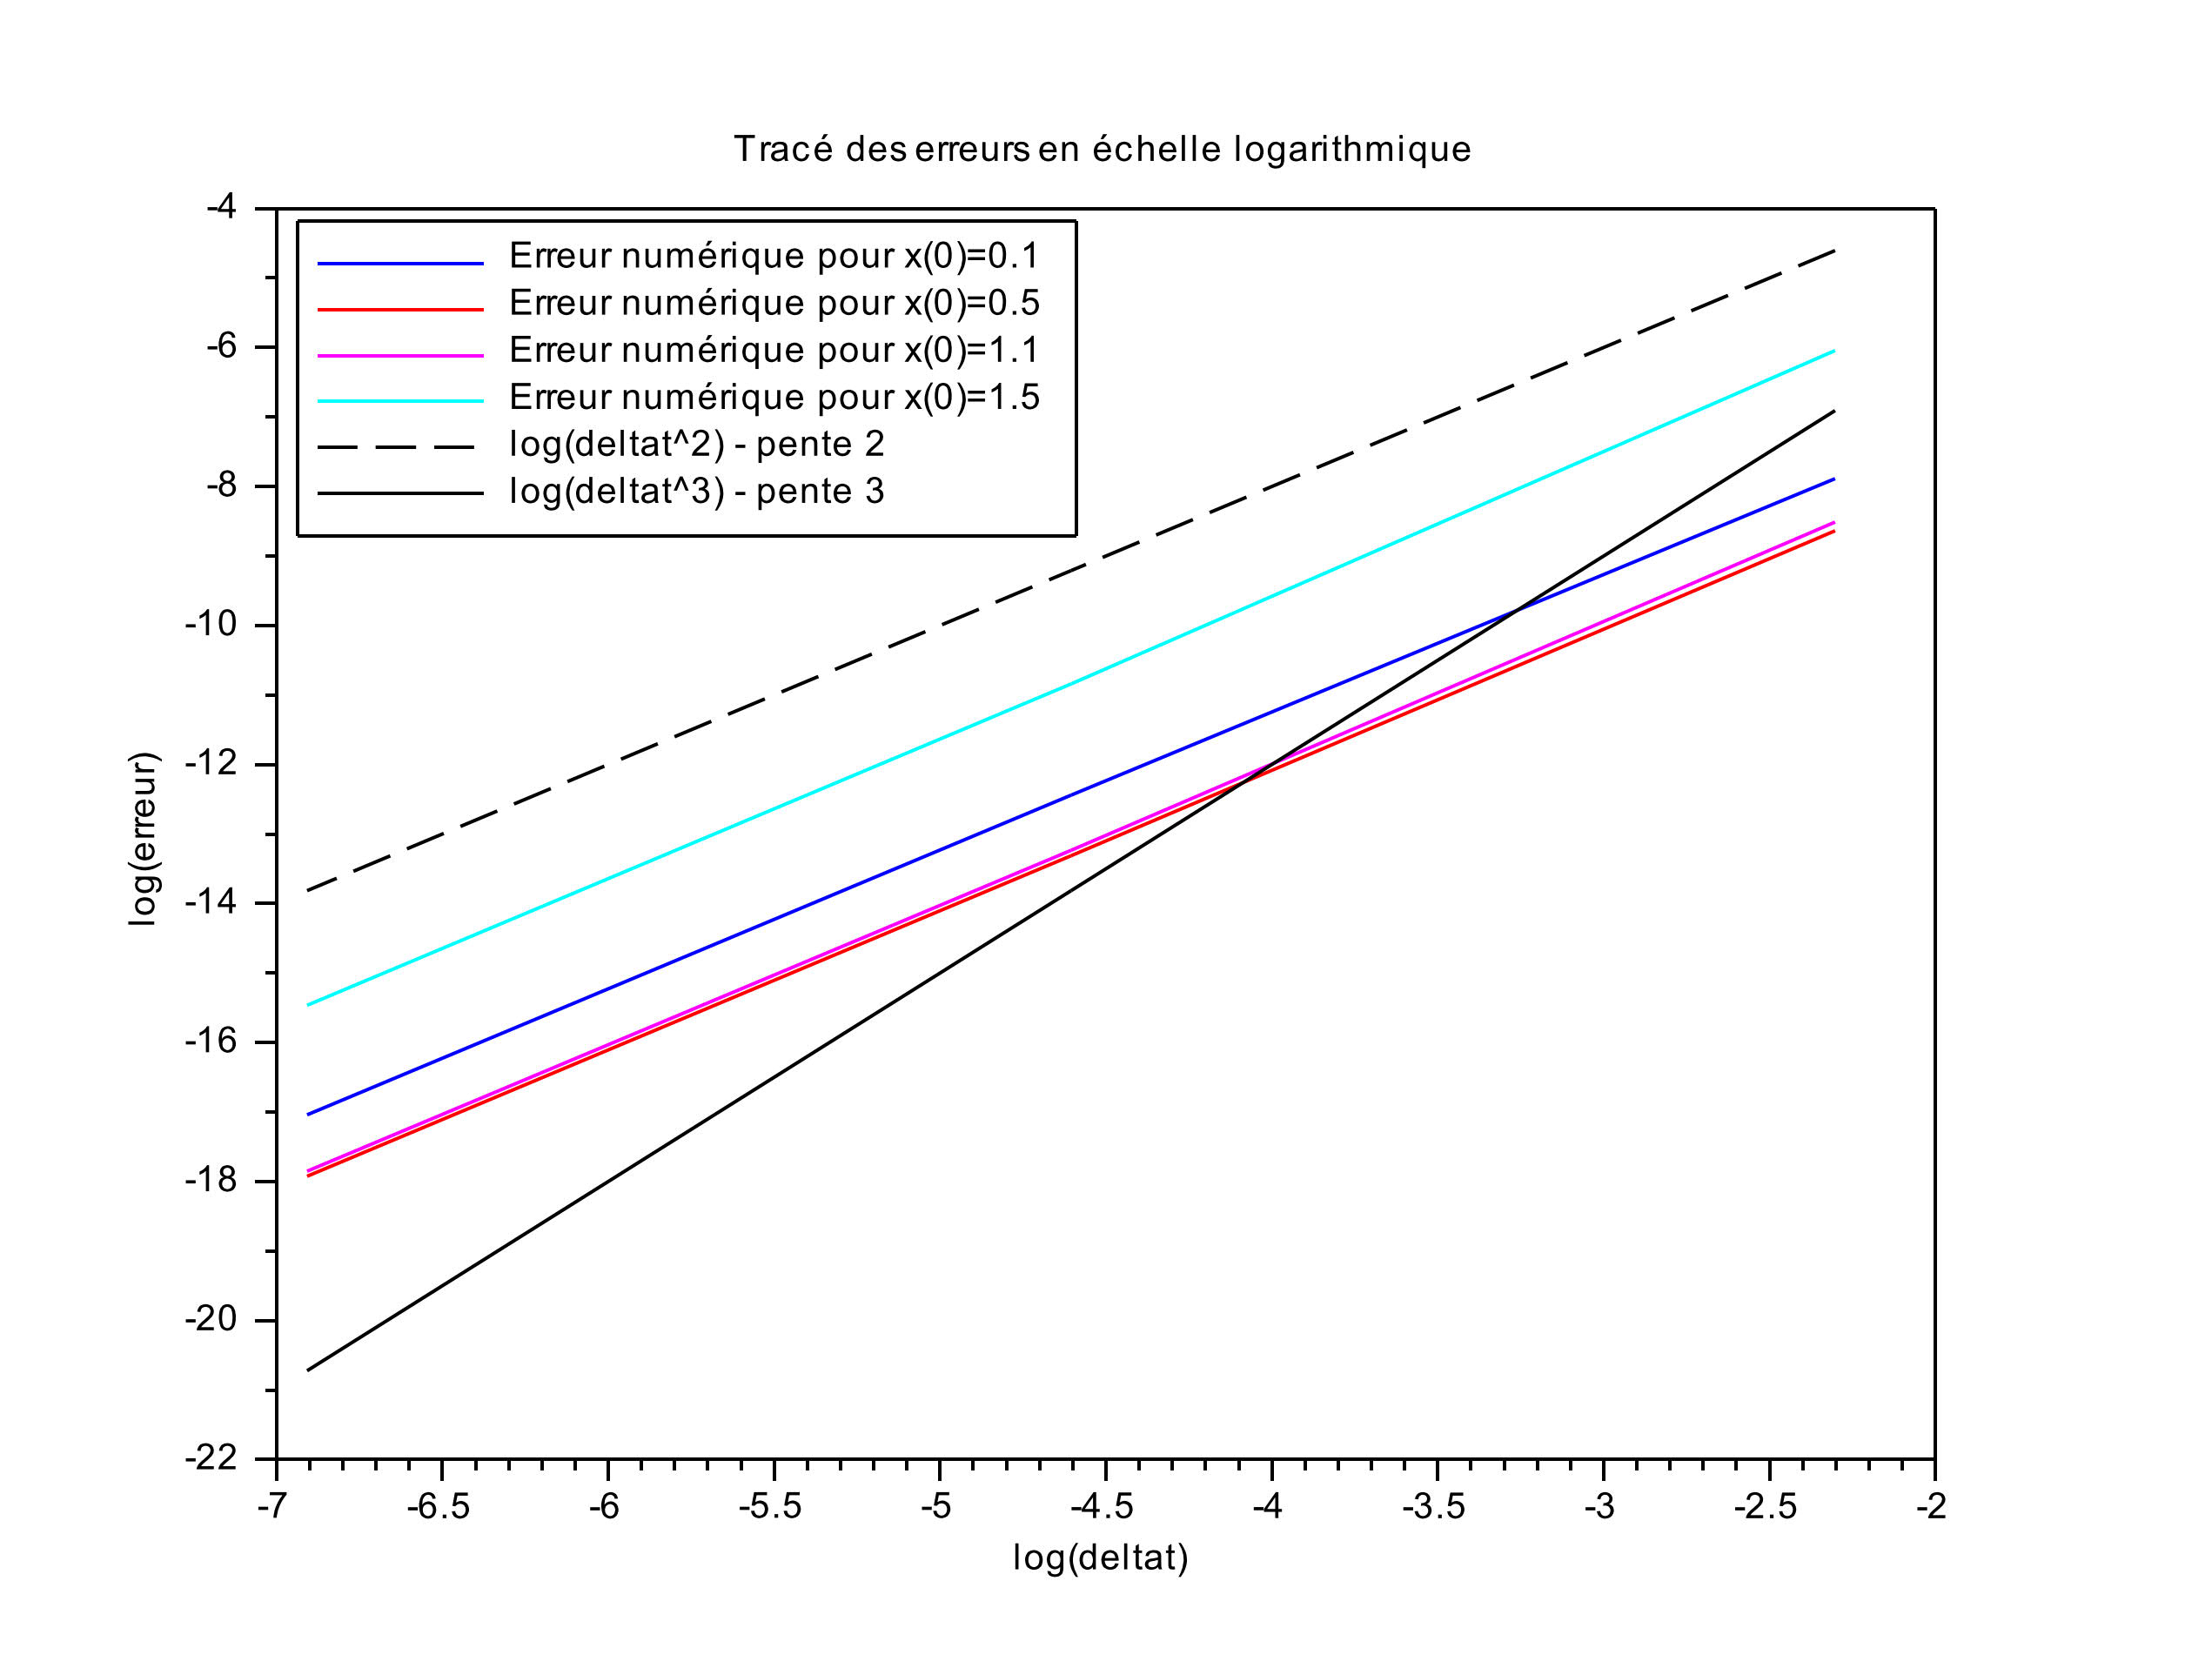 Tracé des erreurs en échelle logarithmique
-4
-6
-8
-10
-12
-14
-16
-18
-20
-22
log(erreur)
Erreur numérique pour x(0)=0.1
Erreur numérique pour x(0)=0.5
Erreur numérique pour x(0)=1.1
Erreur numérique pour x(0)=1.5
log(deltat^2) - pente 2
log(deltat^3) - pente 3
-7 -6.5 -6 -5.5 -5 -4.5 -4 -3.5 -3 -2.5 -2
log(deltat)